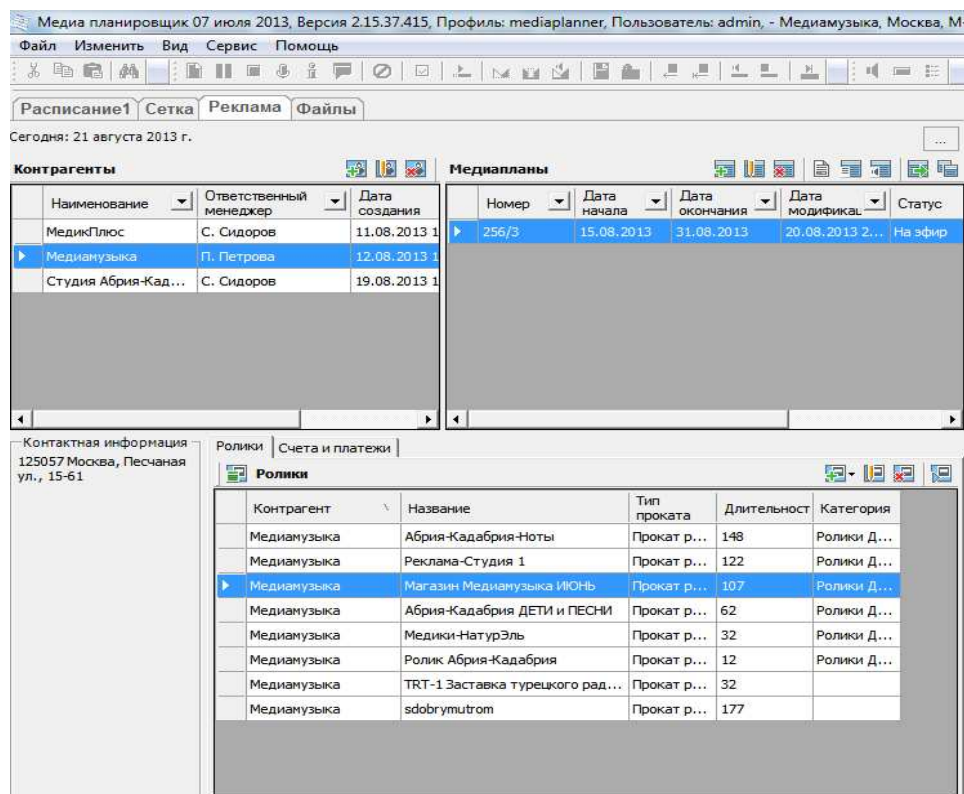 Медиа планировщик 07 июля 2013, Версия 2.15.37.415, Профиль: mediaplanner, Пользователь: admin, - Медиамузыка, Москва, М
Файл Изменить Вид Сервис Помощь
Расписание1 Сетка Реклама Файлы
Сегодня: 21 августа 2013 г. ...
Контрагенты
Наименование Ответственный менеджер Дата создания
МедикПлюс С. Сидоров 11.08.2013 1
Медиамузыка П. Петрова 12.08.2013 1
Студия Абрия-Кад... С. Сидоров 19.08.2013 1
Медиапланы
Номер Дата начала Дата окончания Дата модификац Статус
256/3 15.08.2013 31.08.2013 20.08.2013 2... На эфир
Контактная информация
125057 Москва, Песчаная
ул., 15-61
Ролики Счета и платежи
Ролики
Контрагент Название Тип проката Длительност Категория
Медиамузыка Абрия-Кадабрия-Ноты Прокат р... 148 Ролики Д...
Медиамузыка Реклама-Студия 1 Прокат р... 122 Ролики Д...
Медиамузыка Магазин Медиамузыка ИЮНЬ Прокат р... 107 Ролики Д...
Медиамузыка Абрия-Кадабрия ДЕТИ и ПЕСНИ Прокат р... 62 Ролики Д...
Медиамузыка Медики-НатурЭль Прокат р... 32 Ролики Д...
Медиамузыка Ролик Абрия-Кадабрия Прокат р... 12 Ролики Д...
Медиамузыка TRT-1 Заставка турецкого рад... Прокат р... 32
Медиамузыка sdobrymutrom Прокат р... 177